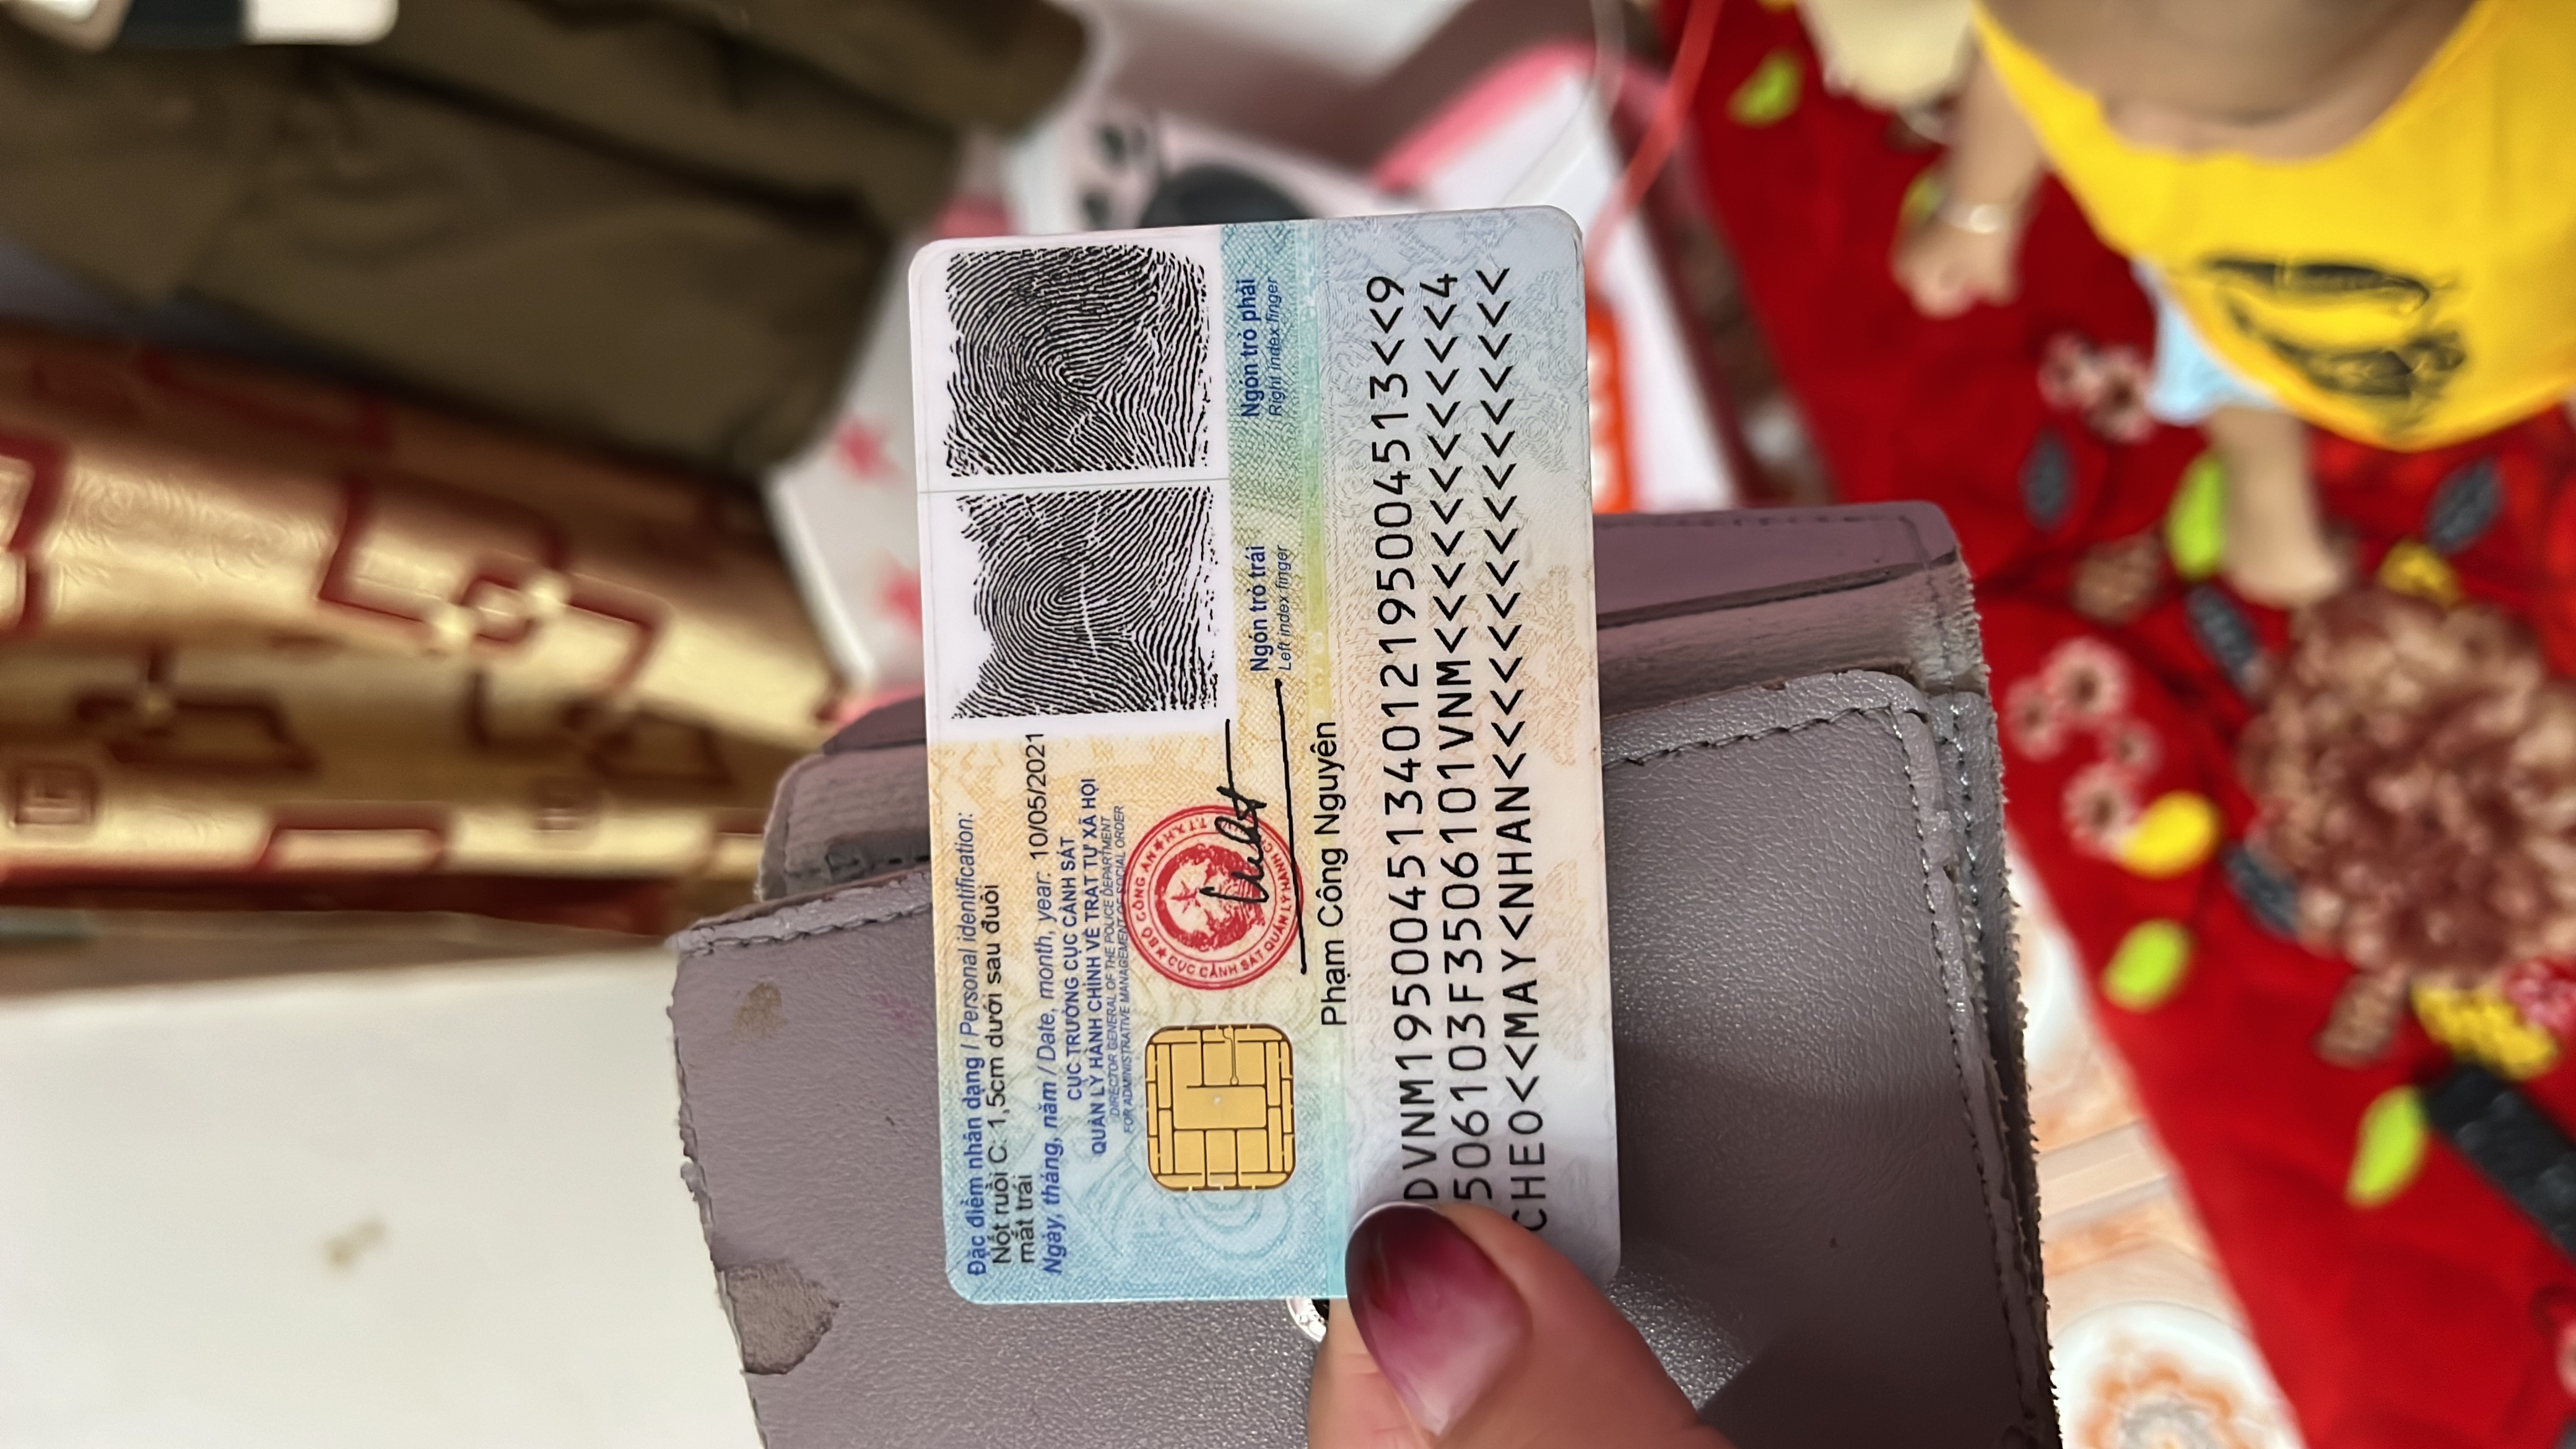 Đặc điểm nhân dạng / Personal identification:
Nốt ruồi C: 1,5cm dưới sau đuôi
mắt trái
Ngày, tháng, năm / Date, month, year: 10/05/2021
CỤC TRƯỞNG CỤC CẢNH SÁT
QUẢN LÝ HÀNH CHÍNH VỀ TRẬT TỰ XÃ HỘI
DIRECTOR GENERAL OF THE POLICE DEPARTMENT
FOR ADMINISTRATIVE MANAGEMENT OF SOCIAL ORDER
BỘ CÔNG AN
CỤC CẢNH SÁT QUẢN LÝ HÀNH
Ngón trỏ trái
Left index finger
Ngón trỏ phải
Right index finger
Phạm Công Nguyên
DVNM1950045134012195004513<<9
506103F3506101VNM<<<<<<<<<<<4
CHEO<<MAY<NHAN<<<<<<<<<<<<<<<<